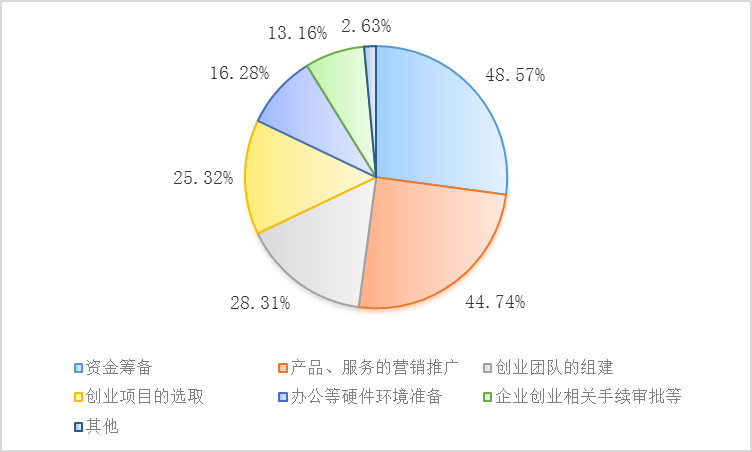 2.63%
13.16%
48.57%
16.28%
25.32%
28.31%
44.74%
资金筹备 产品、服务的营销推广 创业团队的组建
创业项目的选取 办公等硬件环境准备 企业创业相关手续审批等
其他